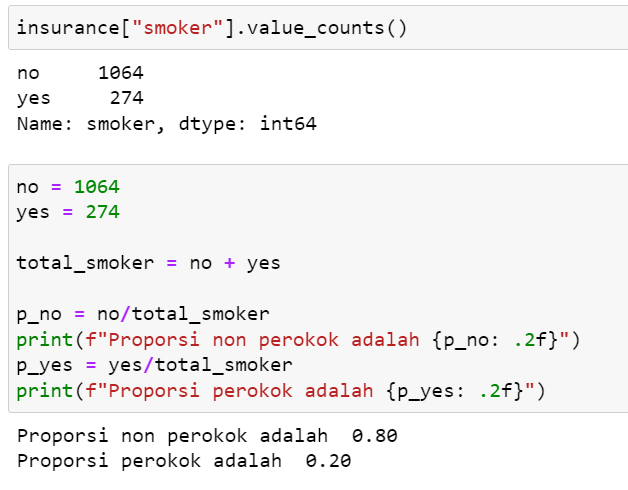 insurance["smoker"].value_counts()
no     1064
yes     274
Name: smoker, dtype: int64
no = 1064
yes = 274
total_smoker = no + yes
p_no = no/total_smoker
print(f"Proporsi non perokok adalah {p_no: .2f}")
p_yes = yes/total_smoker
print(f"Proporsi perokok adalah {p_yes: .2f}")
Proporsi non perokok adalah  0.80
Proporsi perokok adalah  0.20